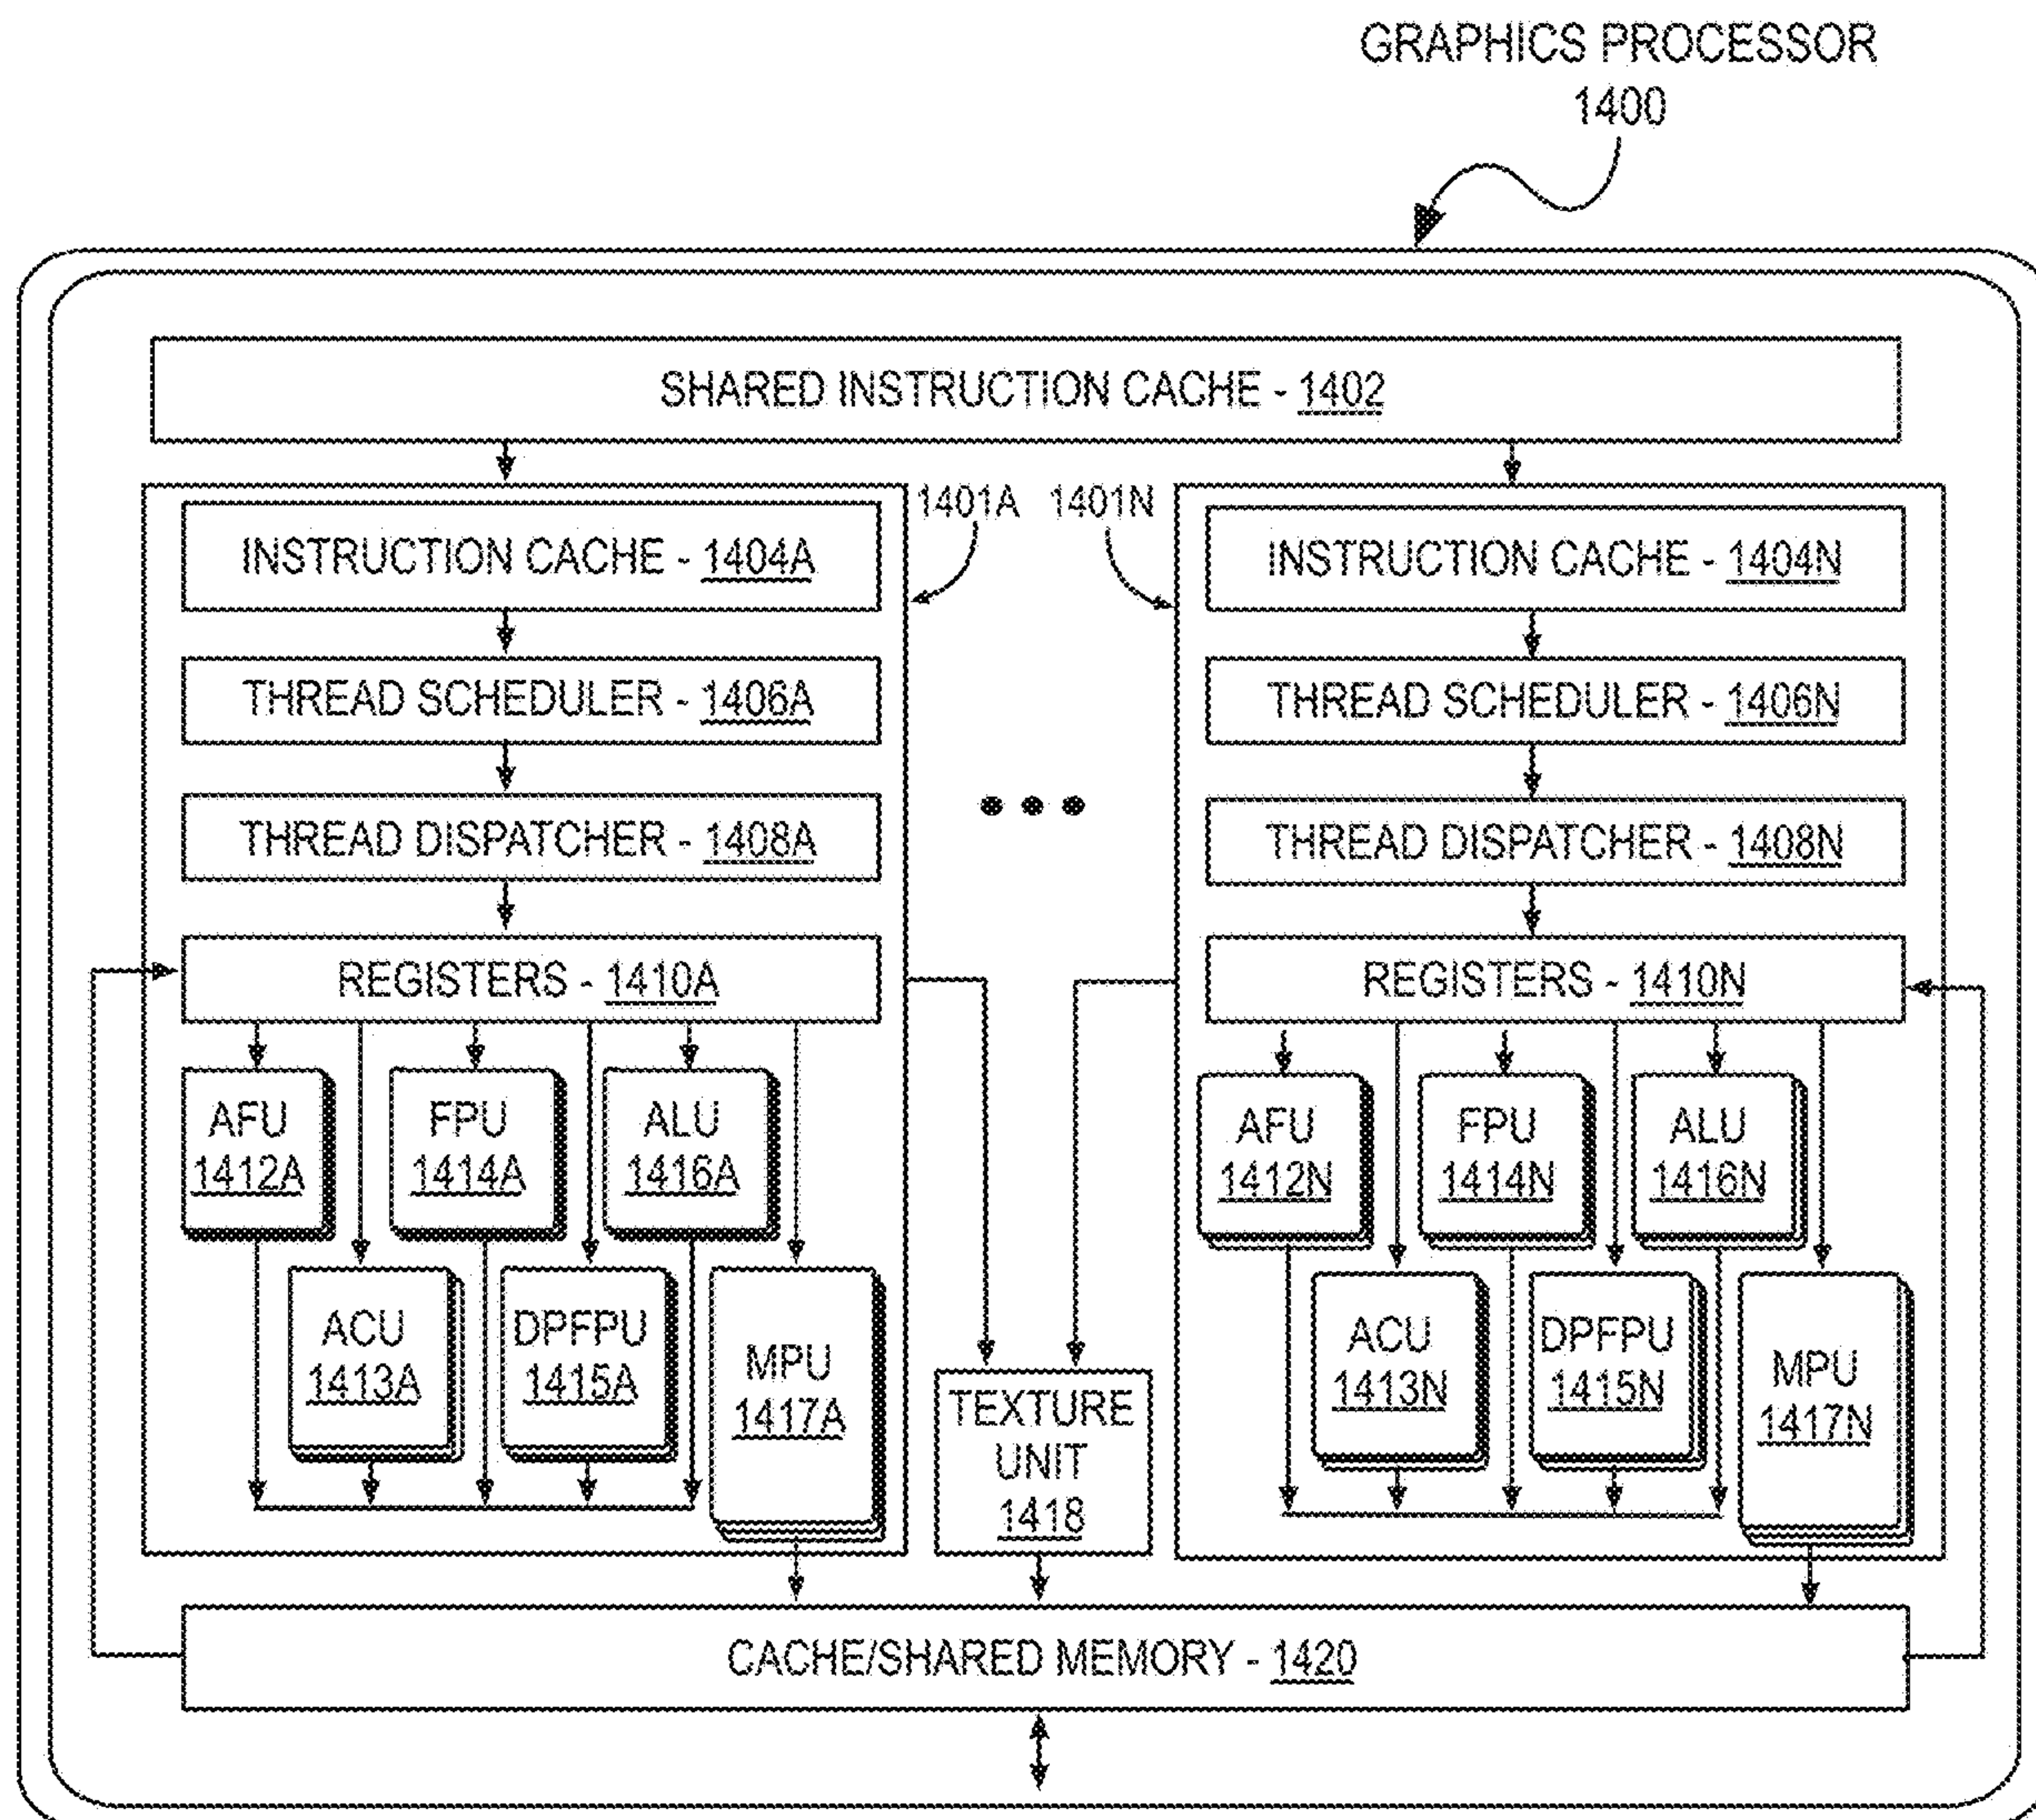 GRAPHICS PROCESSOR
1400
SHARED INSTRUCTION CACHE - 1402
1401A
1401N
INSTRUCTION CACHE - 1404A
THREAD SCHEDULER - 1406A
THREAD DISPATCHER - 1408A
REGISTERS - 1410A
AFU
1412A
FPU
1414A
ALU
1416A
ACU
1413A
DPFPU
1415A
MPU
1417A
TEXTURE
UNIT
1418
INSTRUCTION CACHE - 1404N
THREAD SCHEDULER - 1406N
THREAD DISPATCHER - 1408N
REGISTERS - 1410N
AFU
1412N
FPU
1414N
ALU
1416N
ACU
1413N
DPFPU
1415N
MPU
1417N
CACHE/SHARED MEMORY - 1420